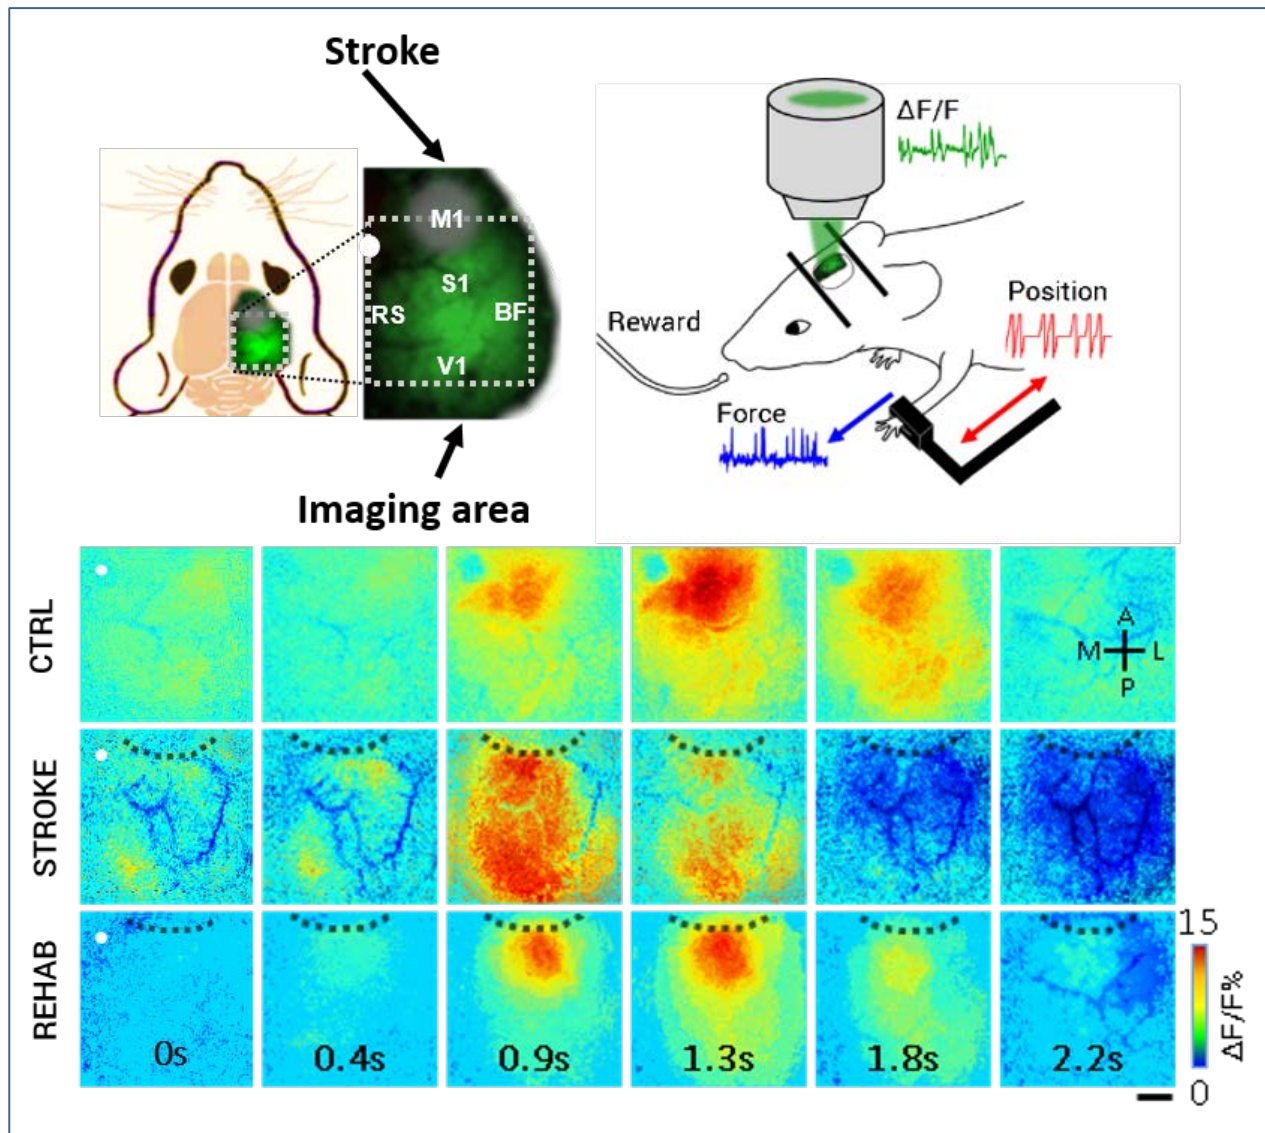 Stroke
M1
S1
RS
BF
V1
Imaging area
ΔF/F
Reward
Position
Force
CTRL
A
M
L
P
STROKE
REHAB
0s
0.4s
0.9s
1.3s
1.8s
2.2s
15
ΔF/F%
0